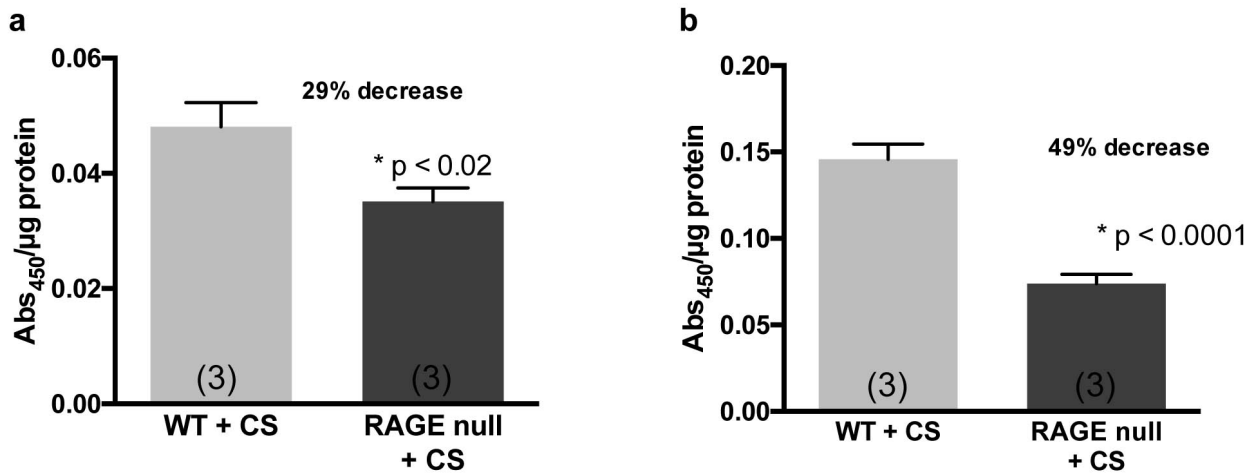 a
0.06
0.04
0.02
0.00
Abs450/µg protein
29% decrease
* p < 0.02
(3)
(3)
WT + CS
RAGE null
+ CS
b
0.20
0.15
0.10
0.05
0.00
Abs450/µg protein
49% decrease
* p < 0.0001
(3)
(3)
WT + CS
RAGE null
+ CS